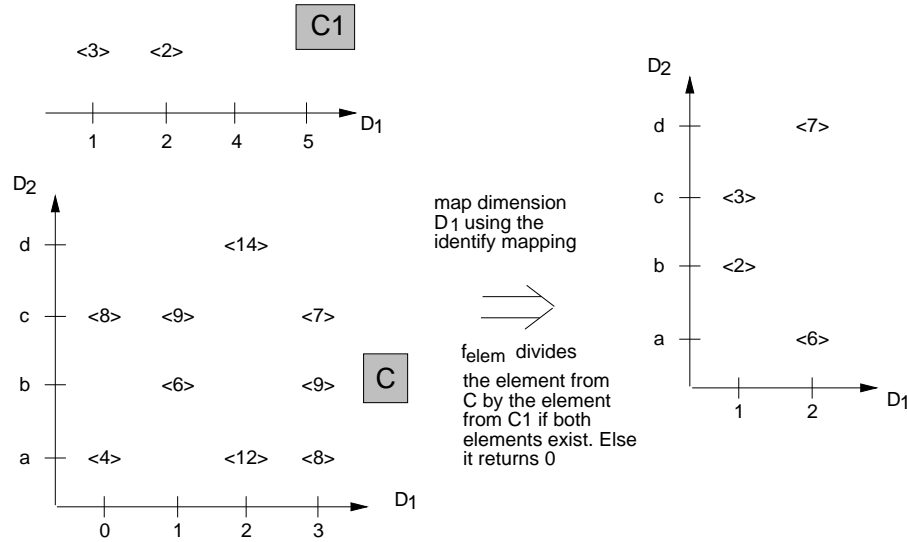 C1
<3> <2>
1 2 4 5
D1
D2
d <14>
c <8> <9> <7>
b <6> <9>
a <4> <12> <8>
0 1 2 3
D1
C
map dimension
D1 using the
identify mapping
felem divides
the element from
C by the element
from C1 if both
elements exist. Else
it returns 0
D2
d <7>
c <3>
b <2>
a <6>
1 2
D1